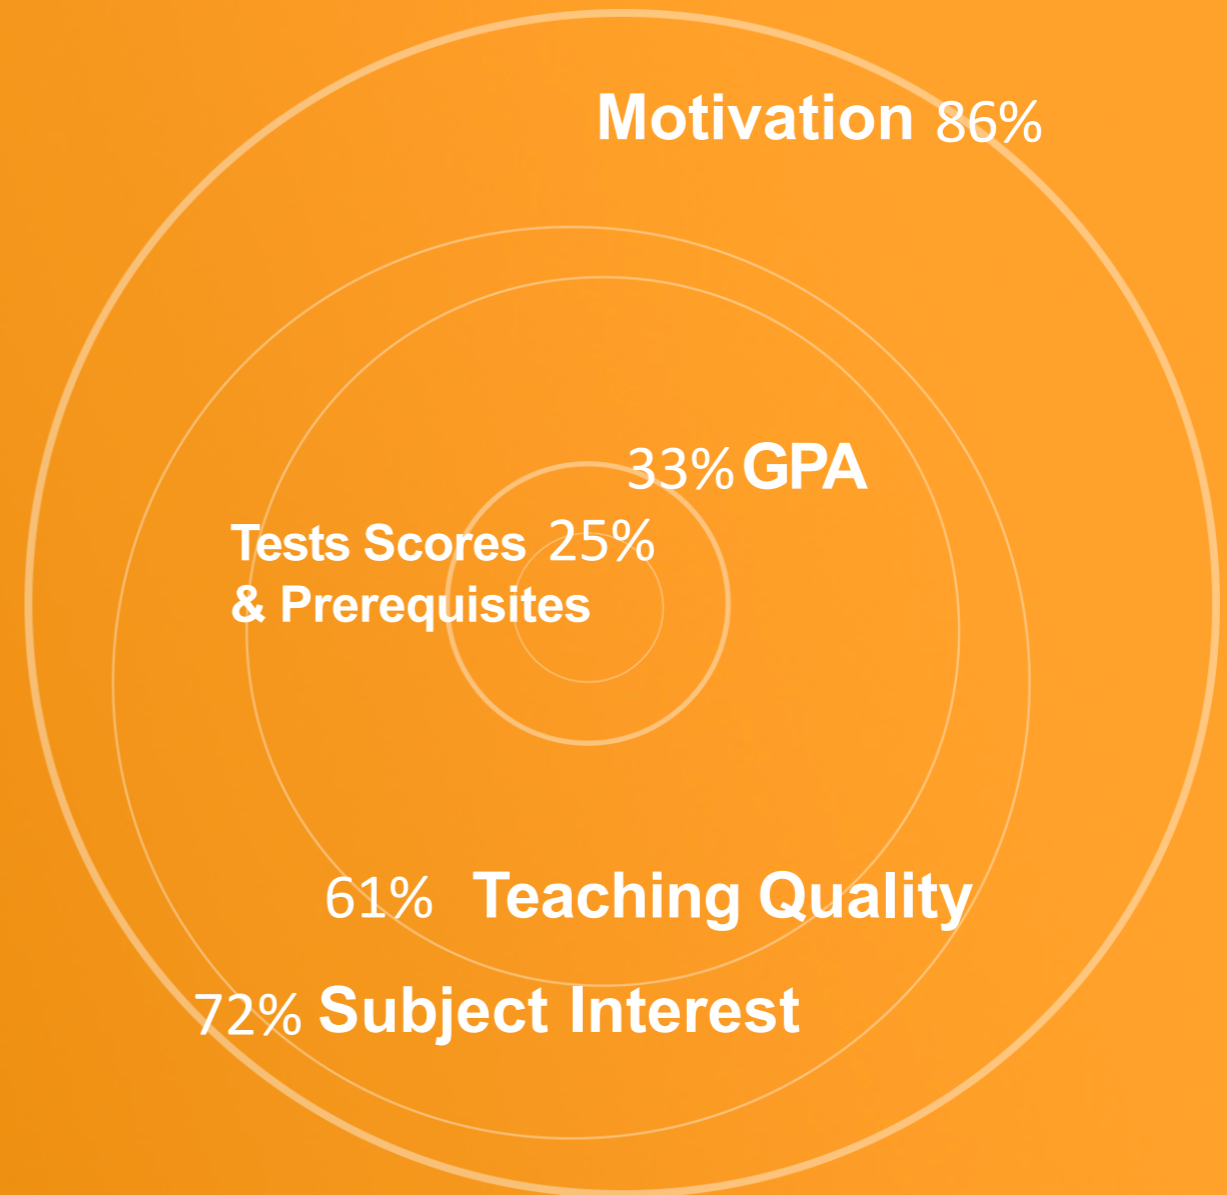 Motivation 86%
33% GPA
Tests Scores 25%
& Prerequisites
61% Teaching Quality
72% Subject Interest